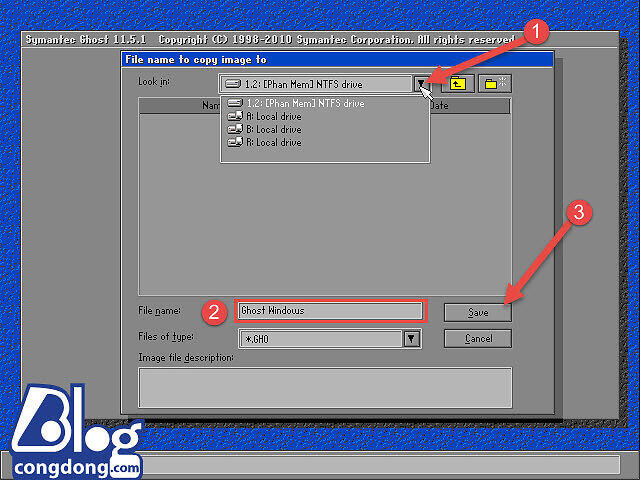 1
Symantec Ghost 11.5.1 Copyright (C) 1998-2010 Symantec Corporation. All rights reserved.
File name to copy image to
Look in: 1.2: [Phan Mem] NTFS drive
1.2: [Phan Mem] NTFS drive
A: Local drive
B: Local drive
R: Local drive
3
File name: 2 Ghost Windows Save
Files of type: *.GHO Cancel
Image file description:
Blog
congdong.com